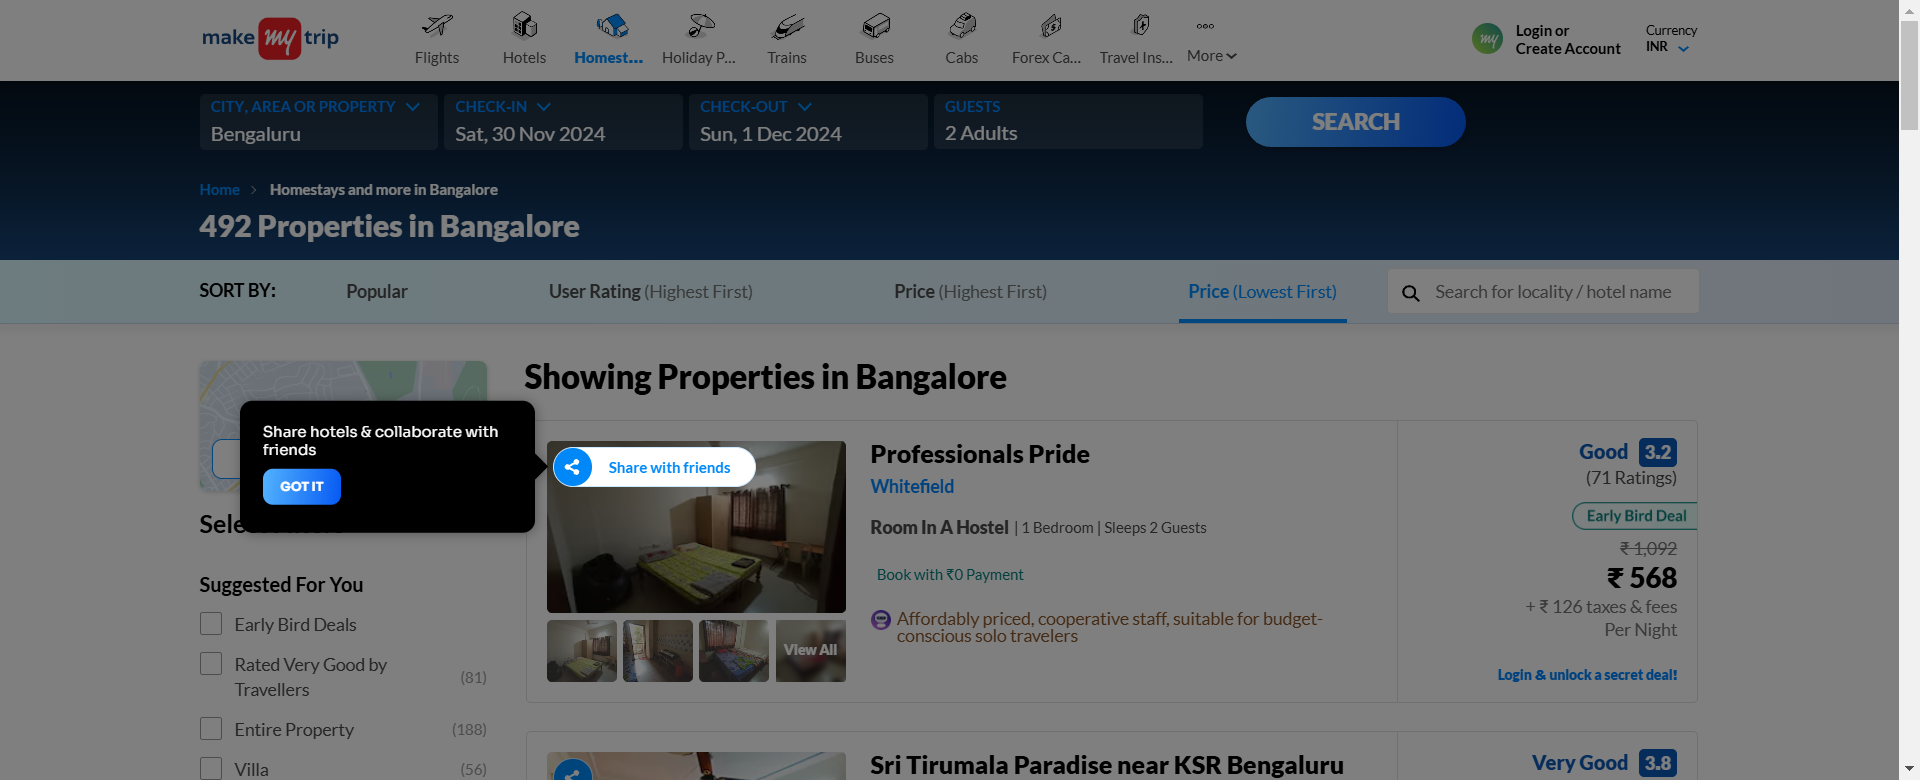 make my trip
Flights
Hotels
Homest...
Holiday P...
Trains
Buses
Cabs
Forex Ca...
Travel Ins...
More
my
Login or
Create Account
Currency
INR
CITY, AREA OR PROPERTY
Bengaluru
CHECK-IN
Sat, 30 Nov 2024
CHECK-OUT
Sun, 1 Dec 2024
GUESTS
2 Adults
SEARCH
Home > Homestays and more in Bangalore
492 Properties in Bangalore
SORT BY:
Popular
User Rating (Highest First)
Price (Highest First)
Price (Lowest First)
Search for locality / hotel name
Showing Properties in Bangalore
Share hotels & collaborate with
friends
GOT IT
Suggested For You
Early Bird Deals
Rated Very Good by
Travellers
(81)
Entire Property
(188)
Villa
(56)
Share with friends
View All
Professionals Pride
Whitefield
Room In A Hostel | 1 Bedroom | Sleeps 2 Guests
Book with ₹0 Payment
Affordably priced, cooperative staff, suitable for budget-
conscious solo travelers
Good 3.2
(71 Ratings)
Early Bird Deal
₹ 1,092
₹ 568
+ ₹ 126 taxes & fees
Per Night
Login & unlock a secret deal!
Sri Tirumala Paradise near KSR Bengaluru
Very Good 3.8